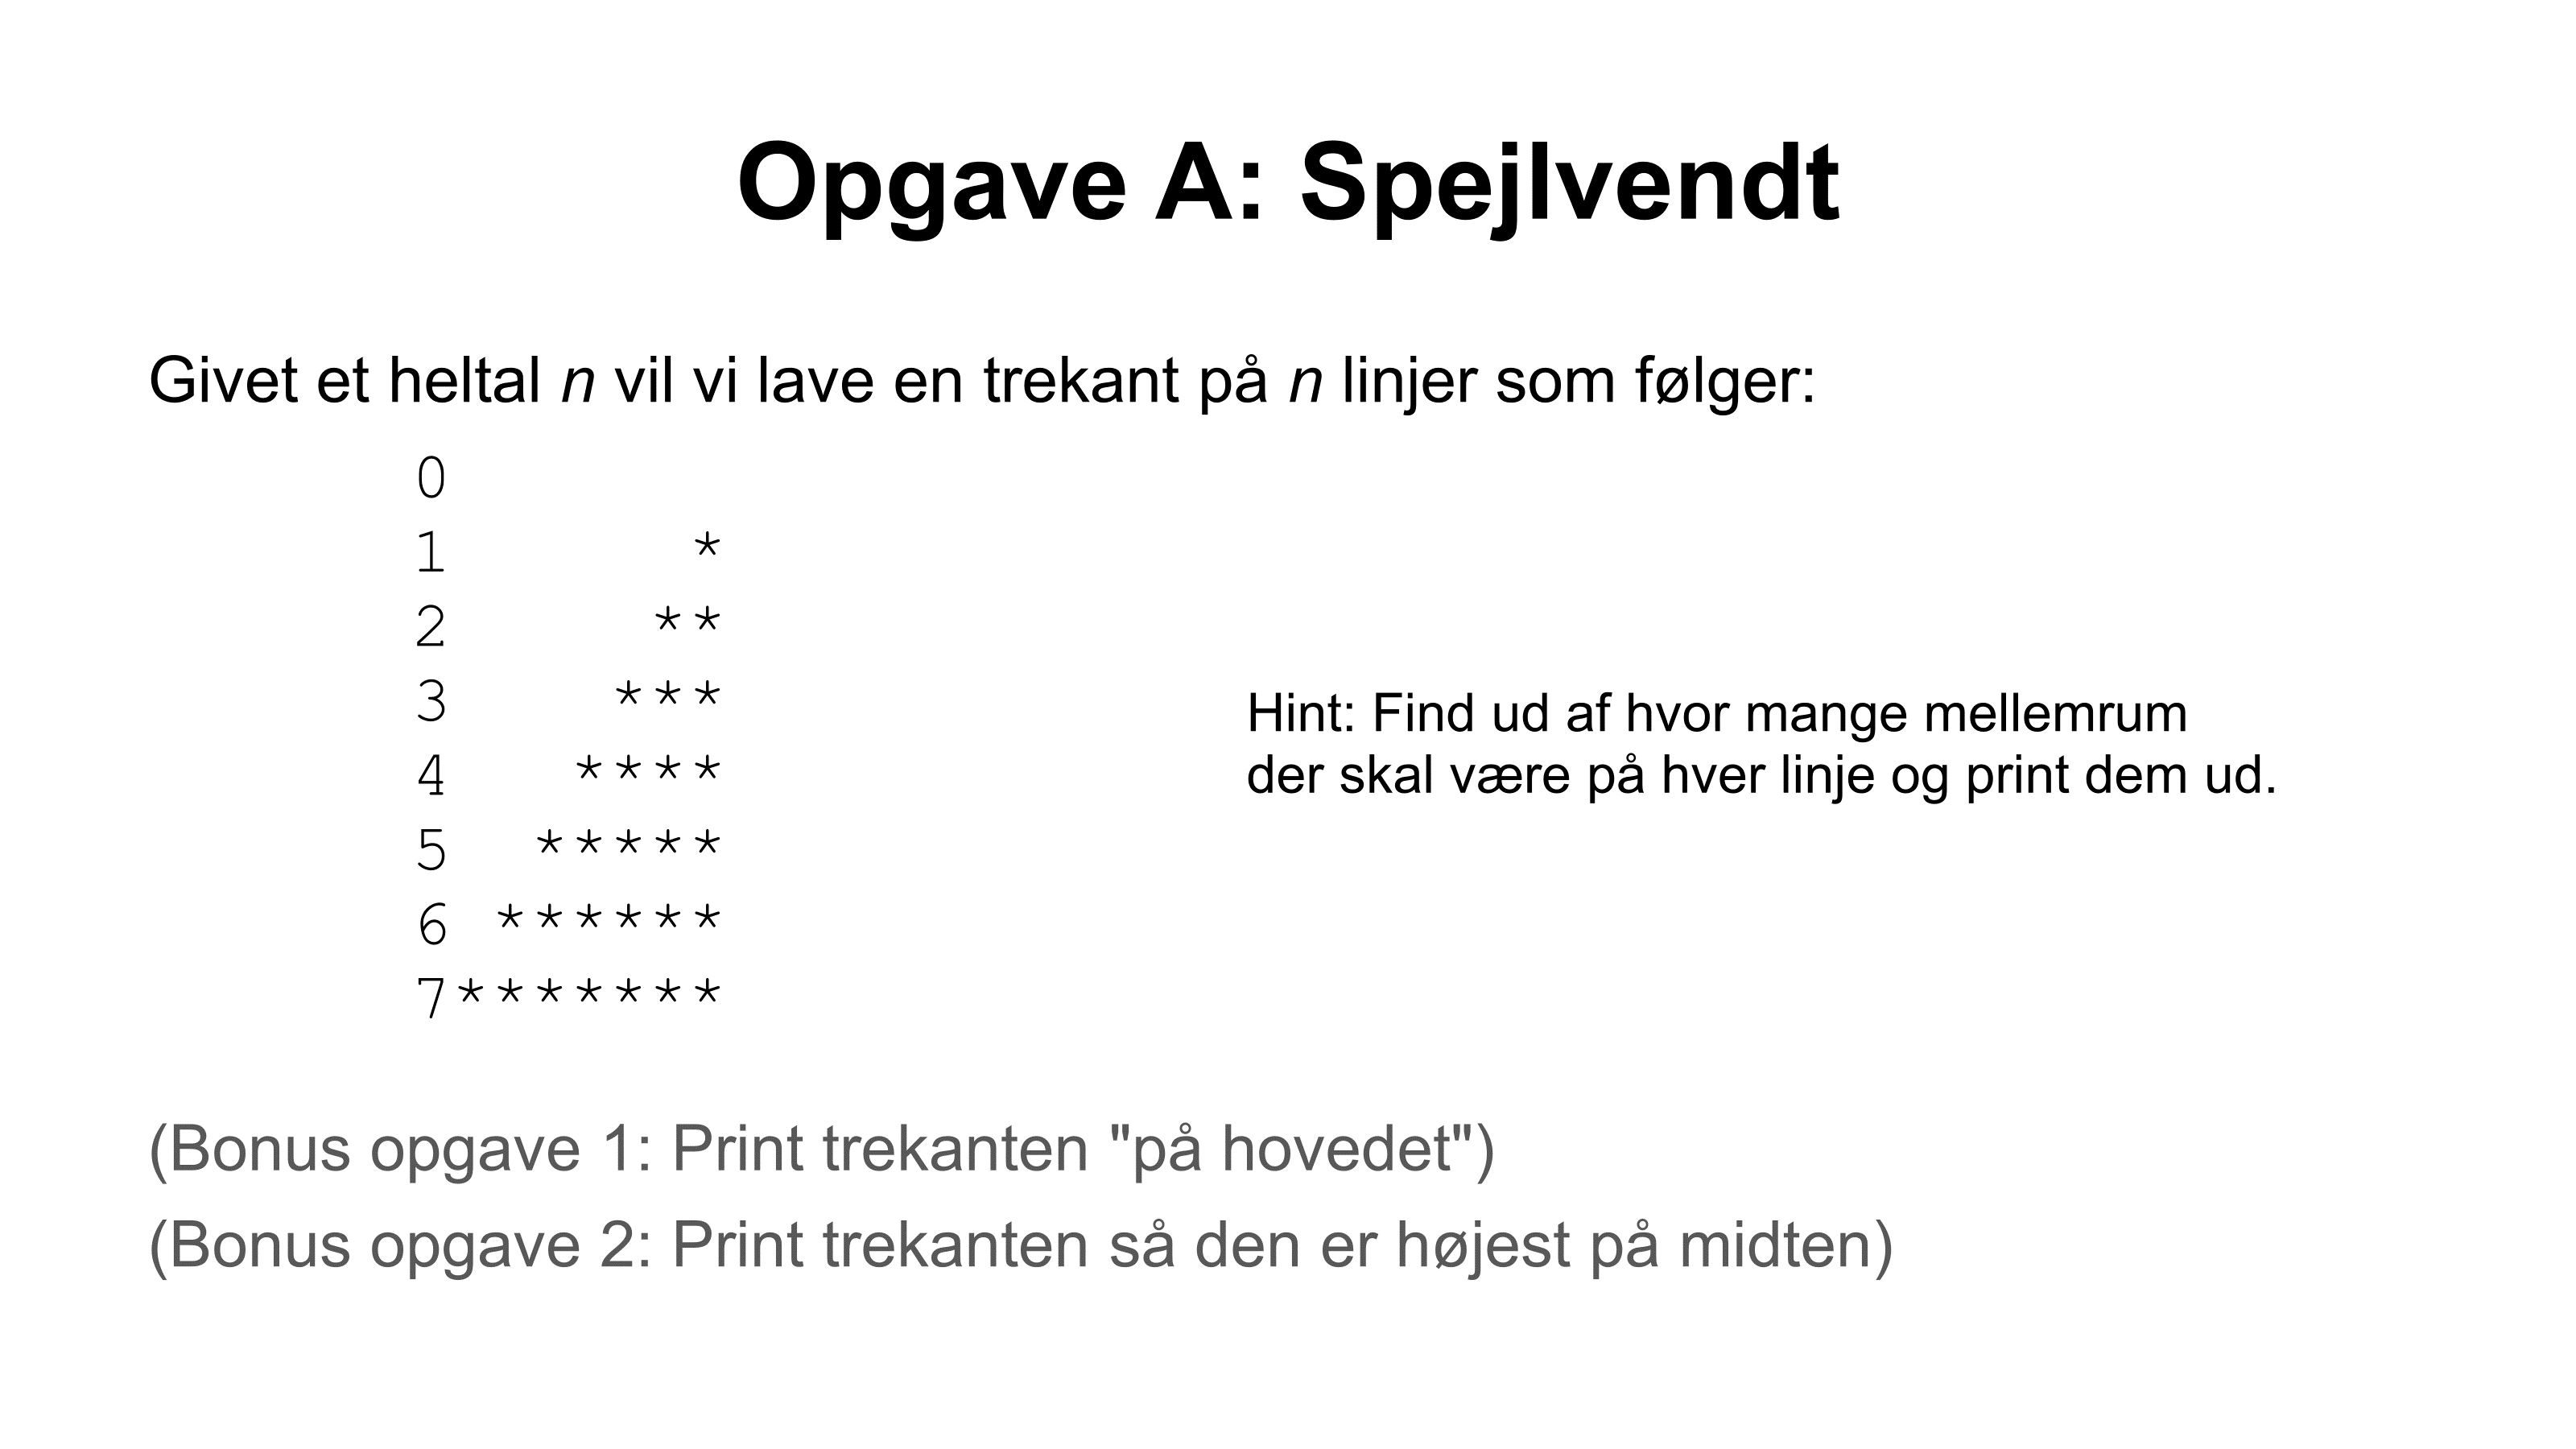 Opgave A: Spejlvendt
Givet et heltal n vil vi lave en trekant på n linjer som følger:
0
1      *
2     **
3    ***
4   ****
5  *****
6 ******
7*******
Hint: Find ud af hvor mange mellemrum
der skal være på hver linje og print dem ud.
(Bonus opgave 1: Print trekanten "på hovedet")
(Bonus opgave 2: Print trekanten så den er højest på midten)